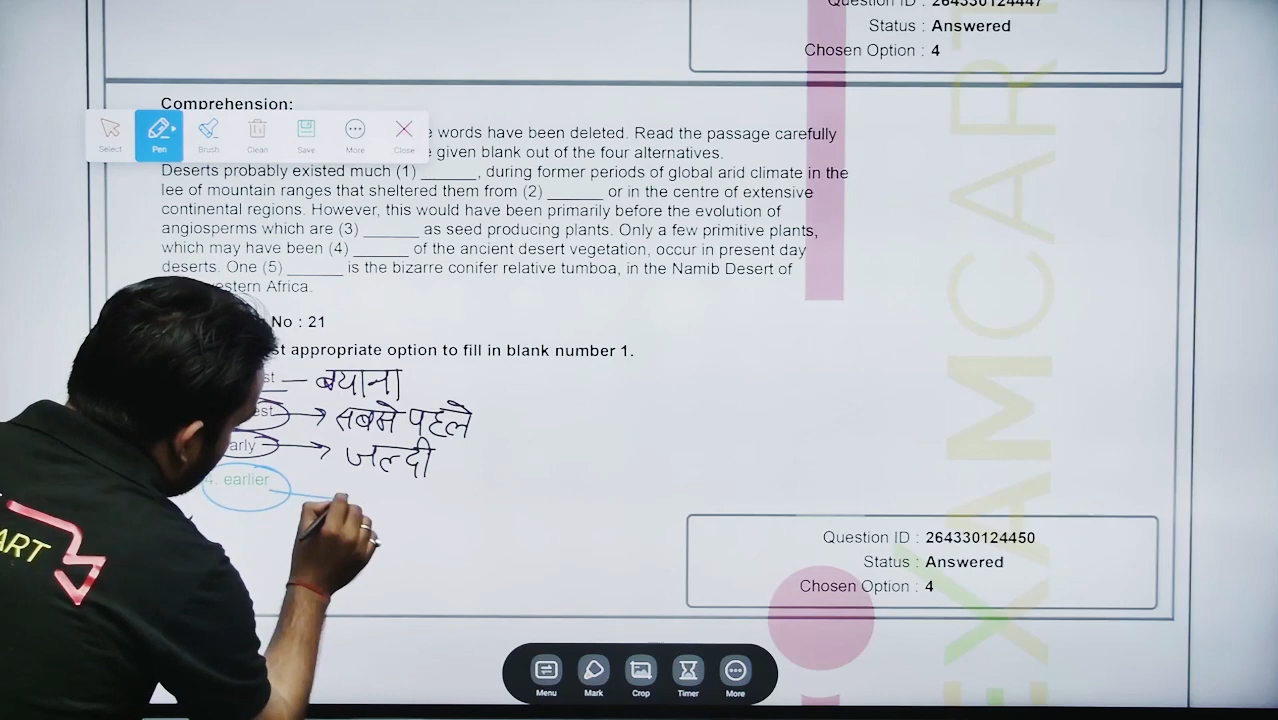 Question ID : 264330124447
Status : Answered
Chosen Option : 4
Comprehension:
Select
Pen
Brush
Clean
Save
More
Close
words have been deleted. Read the passage carefully
given blank out of the four alternatives.
Deserts probably existed much (1) ______, during former periods of global arid climate in the
lee of mountain ranges that sheltered them from (2) ______ or in the centre of extensive
continental regions. However, this would have been primarily before the evolution of
angiosperms which are (3) ______ as seed producing plants. Only a few primitive plants,
which may have been (4) ______ of the ancient desert vegetation, occur in present day
deserts. One (5) ______ is the bizarre conifer relative tumboa, in the Namib Desert of
estern Africa.
No : 21
st appropriate option to fill in blank number 1.
st — बयाना
est → सबसे पहले
arly → जल्दी
4. earlier
ART
Question ID : 264330124450
Status : Answered
Chosen Option : 4
EXAMCART
Menu
Mark
Crop
Timer
More